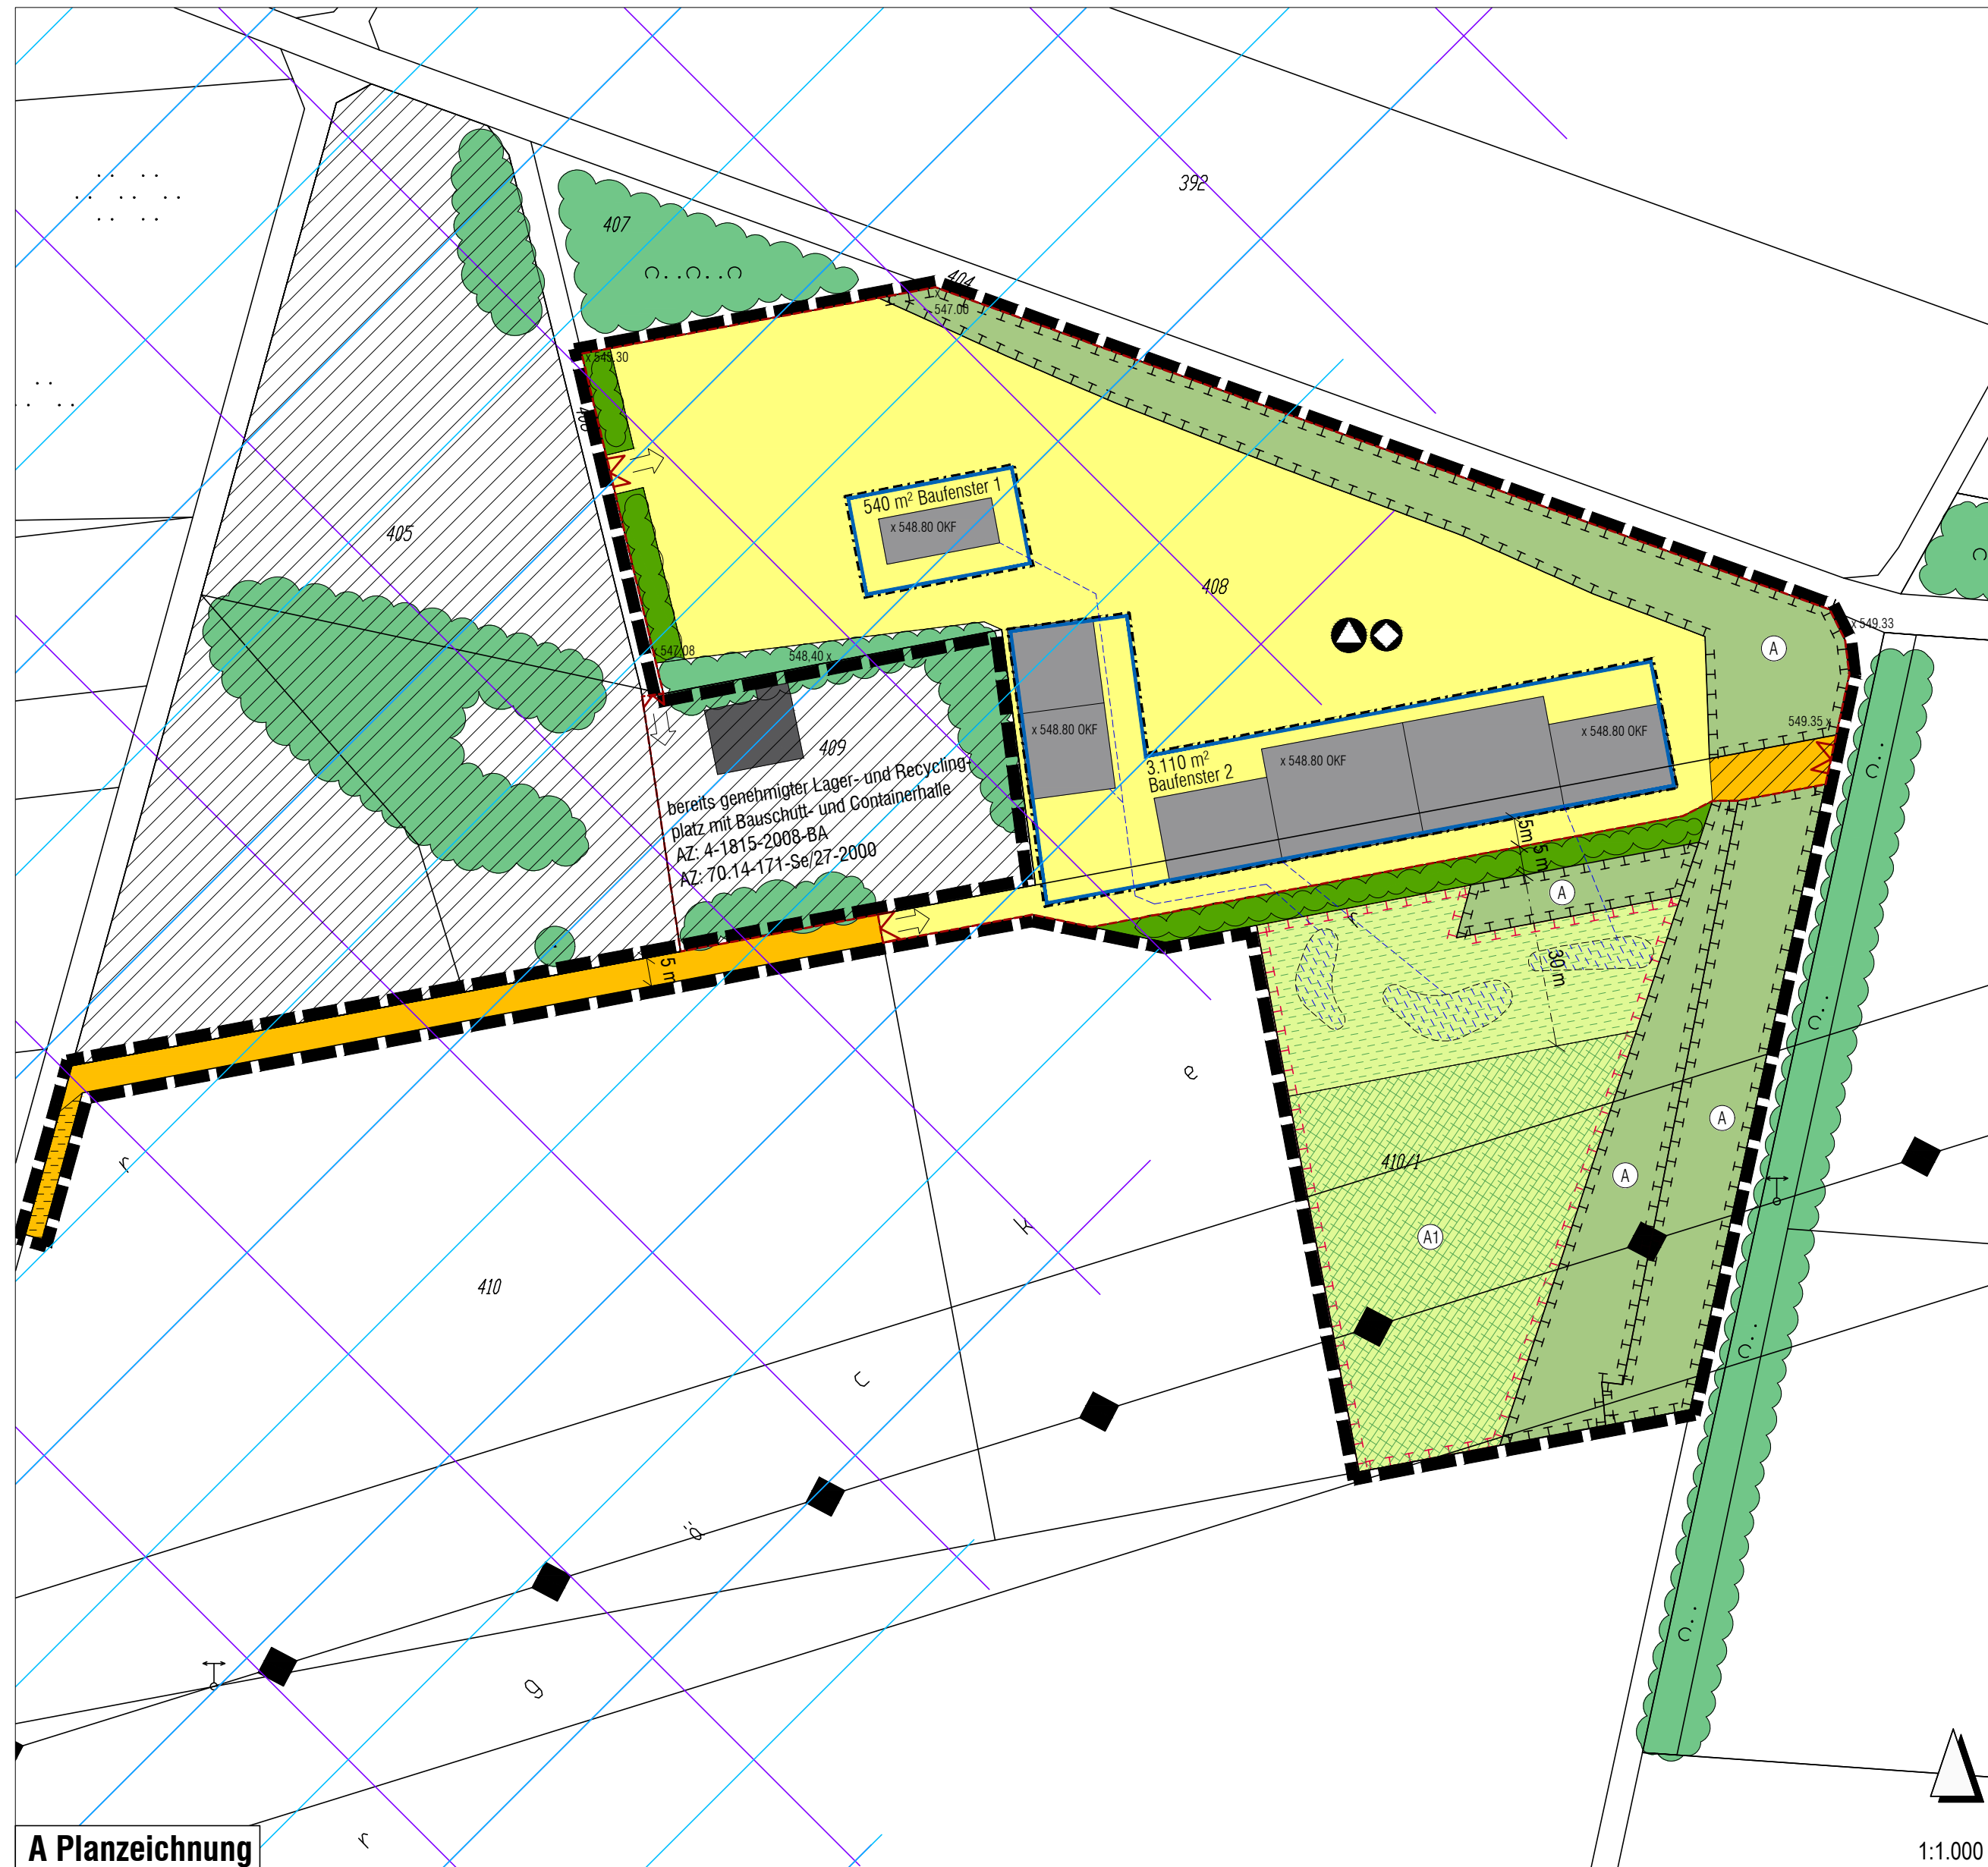 392
407
404
547.00
x 545.30
406
540 m² Baufenster 1
x 548.80 OKF
405
408
x 549.33
A
x 547.08
548,40 x
549.35 x
x 548.80 OKF
x 548.80 OKF
409
3.110 m²
Baufenster 2
x 548.80 OKF
bereits genehmigter Lager- und Recycling-
platz mit Bauschutt- und Containerhalle
AZ: 4-1815-2008-BA
AZ: 70.14-171-Se/27-2000
5m
5 m
A
r
5 m
30 m
e
A
r
410/1
A
k
A1
410
c
ö
g
r
A Planzeichnung
1:1.000